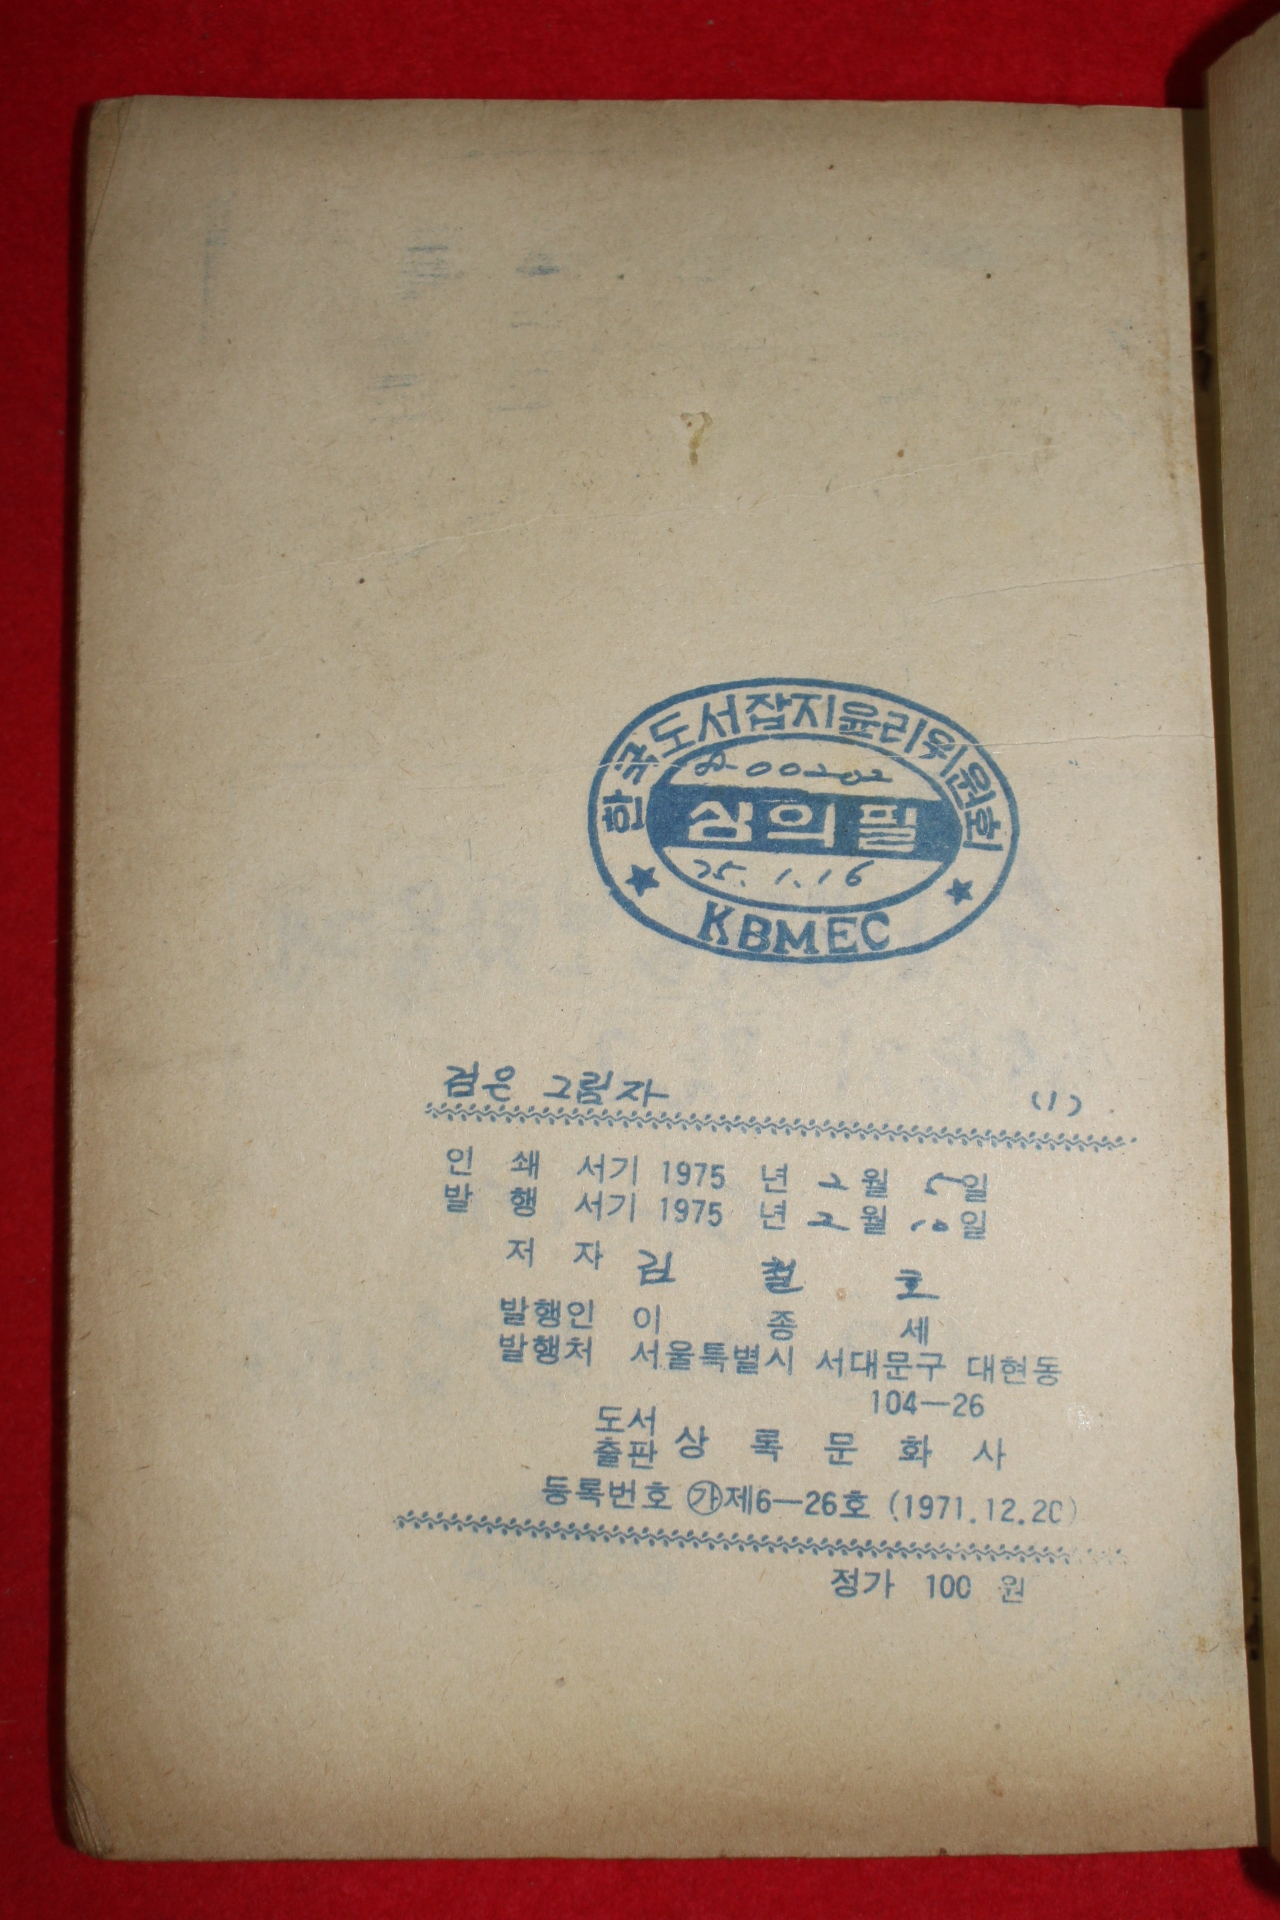 한국도서잡지윤리위원회
A-00202
심의필
75.1.16
KBMEC
검은 그림자 (1)
인 쇄 서기 1975 년 2 월 5 일
발 행 서기 1975 년 2 월 10 일
저 자 김 철 호
발행인 이 종 세
발행처 서울특별시 서대문구 대현동
104-26
도서
출판 상 록 문 화 사
등록번호 ㉮제6-26호 (1971.12.20)
정가 100 원